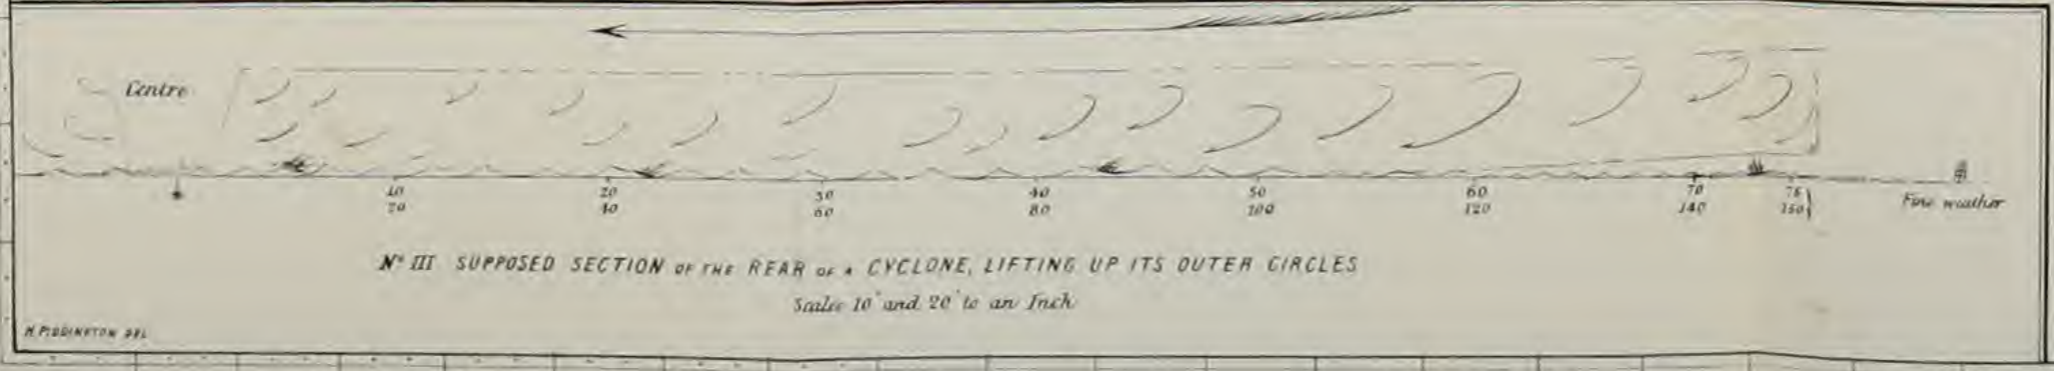 Centre
10 20 30 40 50 60 70 75
20 40 60 80 100 120 140 150
Fine weather
No III SUPPOSED SECTION OF THE REAR OF A CYCLONE, LIFTING UP ITS OUTER CIRCLES
Scales 10' and 20' to an Inch
H. PIDDINGTON DEL